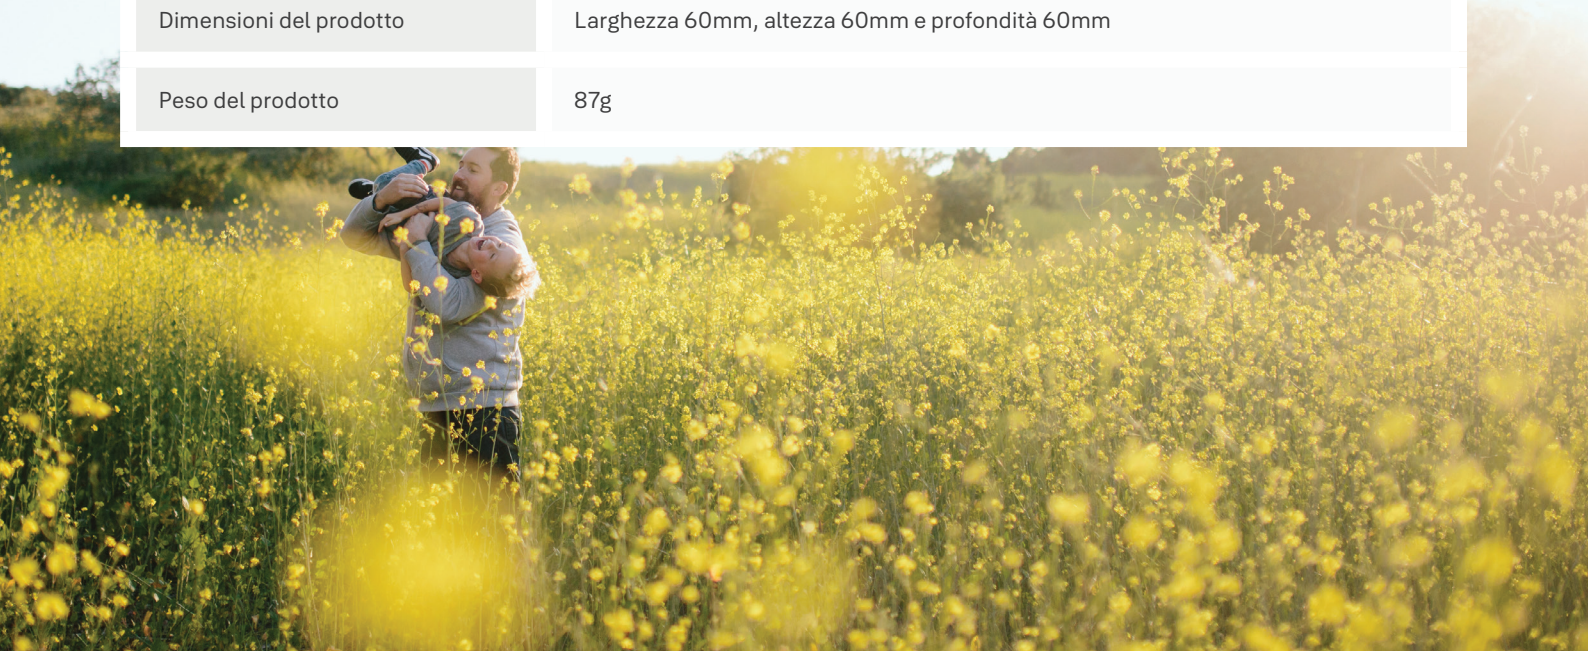 Dimensioni del prodotto
Larghezza 60mm, altezza 60mm e profondità 60mm
Peso del prodotto
87g